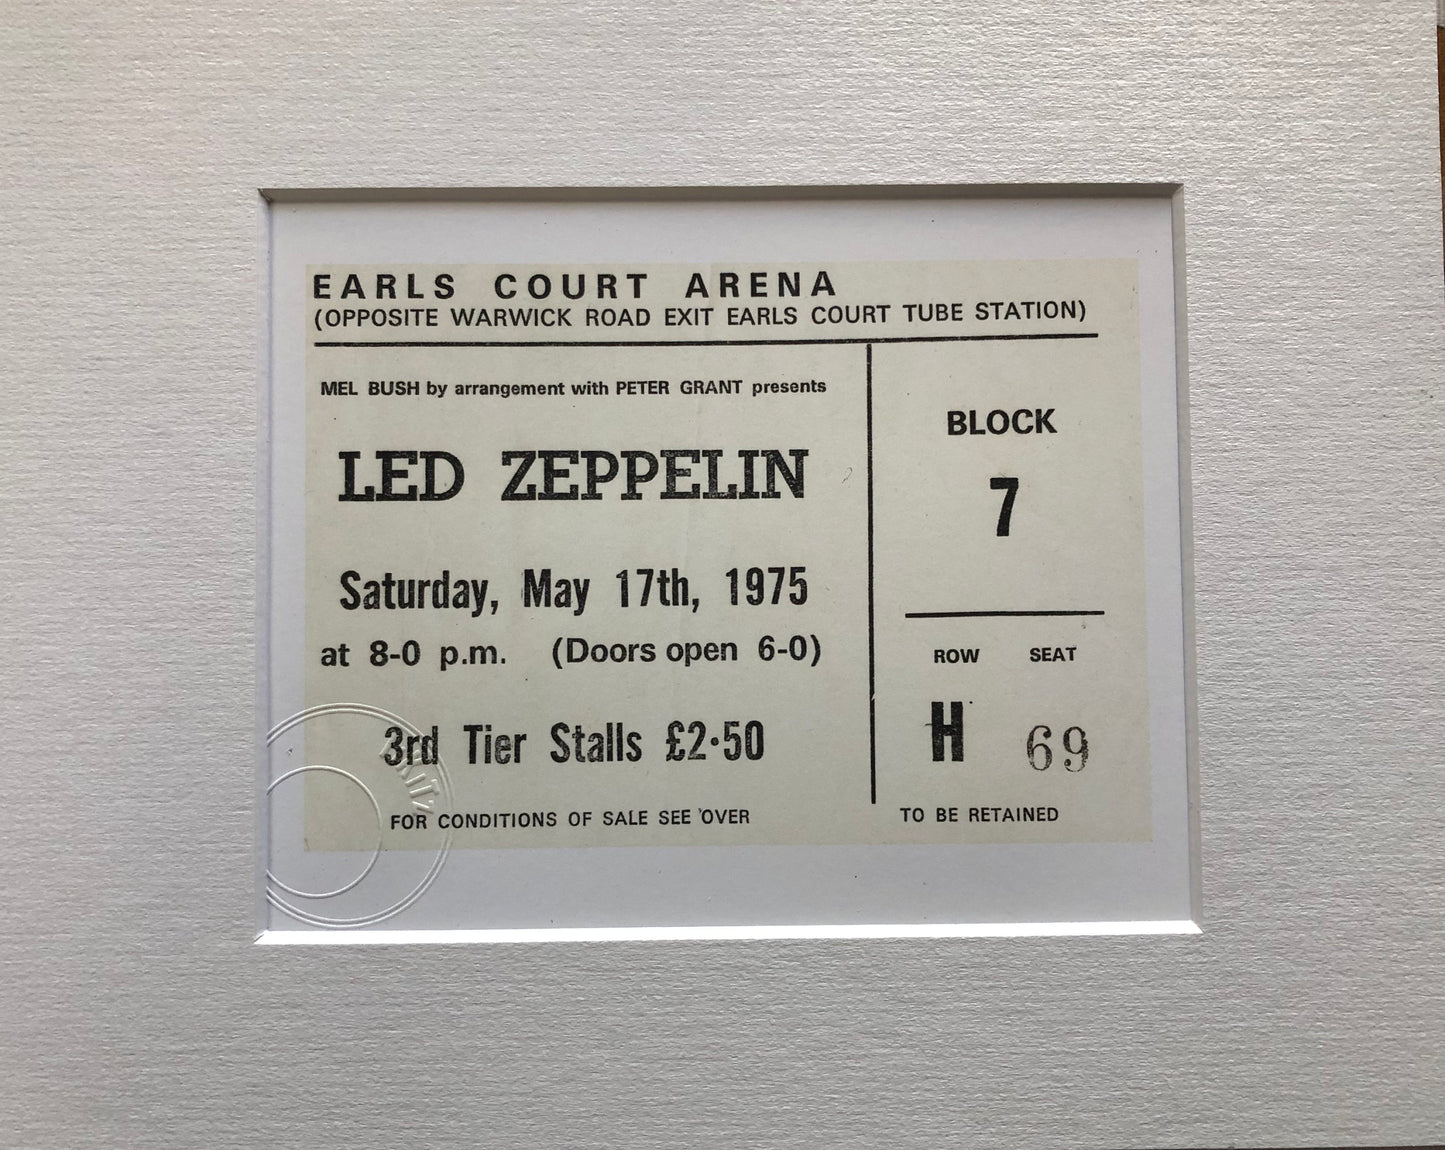 EARLS COURT ARENA
(OPPOSITE WARWICK ROAD EXIT EARLS COURT TUBE STATION)
MEL BUSH by arrangement with PETER GRANT presents
LED ZEPPELIN
Saturday, May 17th, 1975
at 8-0 p.m. (Doors open 6-0)
3rd Tier Stalls £2·50
FOR CONDITIONS OF SALE SEE OVER
BLOCK
7
ROW SEAT
H 69
TO BE RETAINED